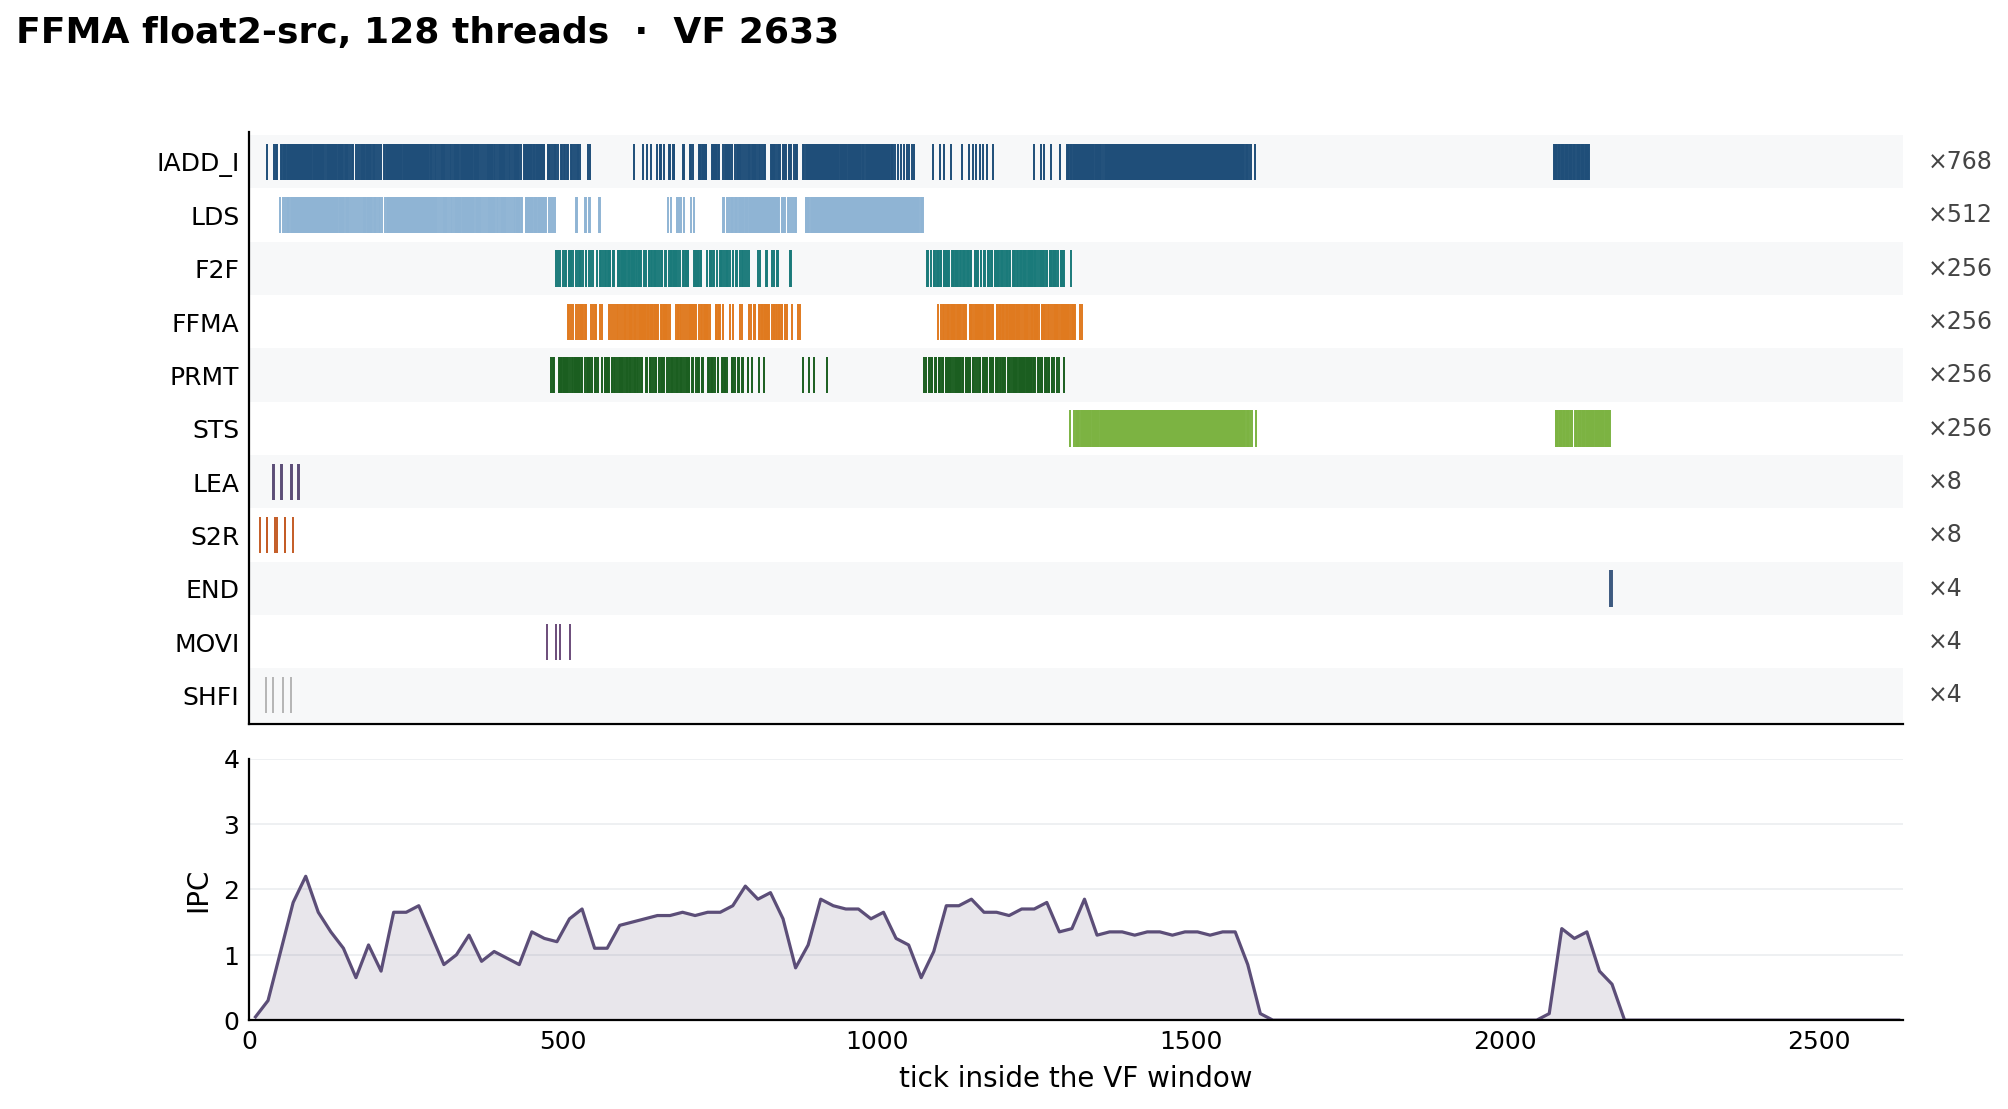 FFMA float2-src, 128 threads · VF 2633
IADD_I ×768
LDS ×512
F2F ×256
FFMA ×256
PRMT ×256
STS ×256
LEA ×8
S2R ×8
END ×4
MOVI ×4
SHFI ×4
4
3
2
1
0
IPC
0 500 1000 1500 2000 2500
tick inside the VF window